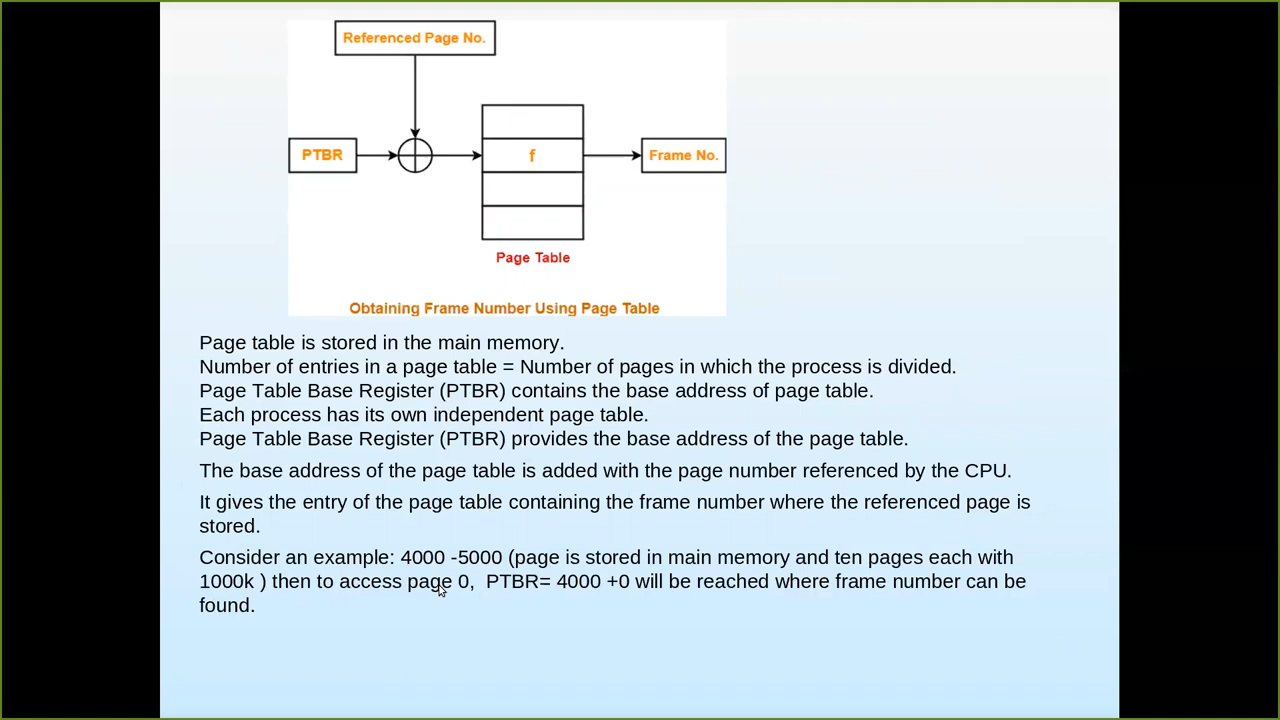 Referenced Page No.
PTBR
f
Frame No.
Page Table
Obtaining Frame Number Using Page Table
Page table is stored in the main memory.
Number of entries in a page table = Number of pages in which the process is divided.
Page Table Base Register (PTBR) contains the base address of page table.
Each process has its own independent page table.
Page Table Base Register (PTBR) provides the base address of the page table.
The base address of the page table is added with the page number referenced by the CPU.
It gives the entry of the page table containing the frame number where the referenced page is
stored.
Consider an example: 4000 -5000 (page is stored in main memory and ten pages each with
1000k ) then to access page 0,  PTBR= 4000 +0 will be reached where frame number can be
found.